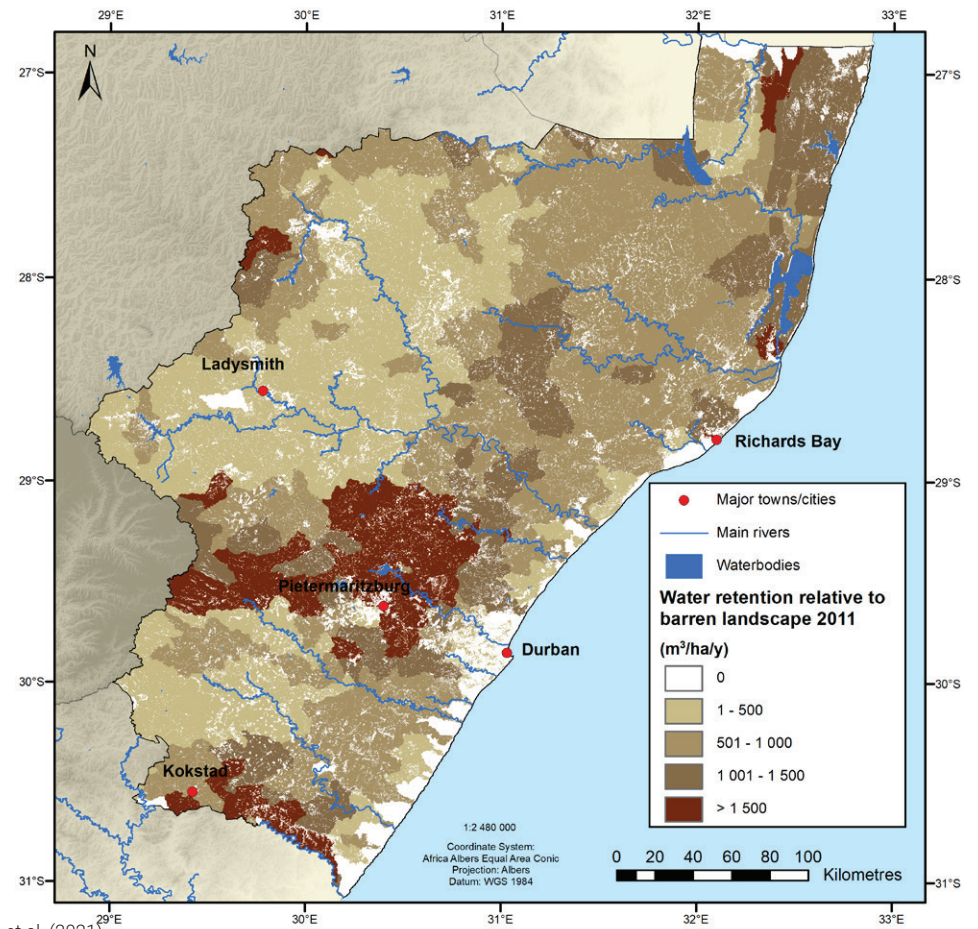 29°E 30°E 31°E 32°E 33°E
N
27°S 27°S
28°S 28°S
Ladysmith
Richards Bay
29°S 29°S
Major towns/cities
Main rivers
Waterbodies
Water retention relative to
barren landscape 2011
(m³/ha/y)
0
1 - 500
501 - 1 000
1 001 - 1 500
> 1 500
Pietermaritzburg
Durban
30°S 30°S
Kokstad
1:2 480 000
Coordinate System:
Africa Albers Equal Area Conic
Projection: Albers
Datum: WGS 1984
0 20 40 60 80 100
Kilometres
31°S 31°S
29°E 30°E 31°E 32°E 33°E
et al. (2021)